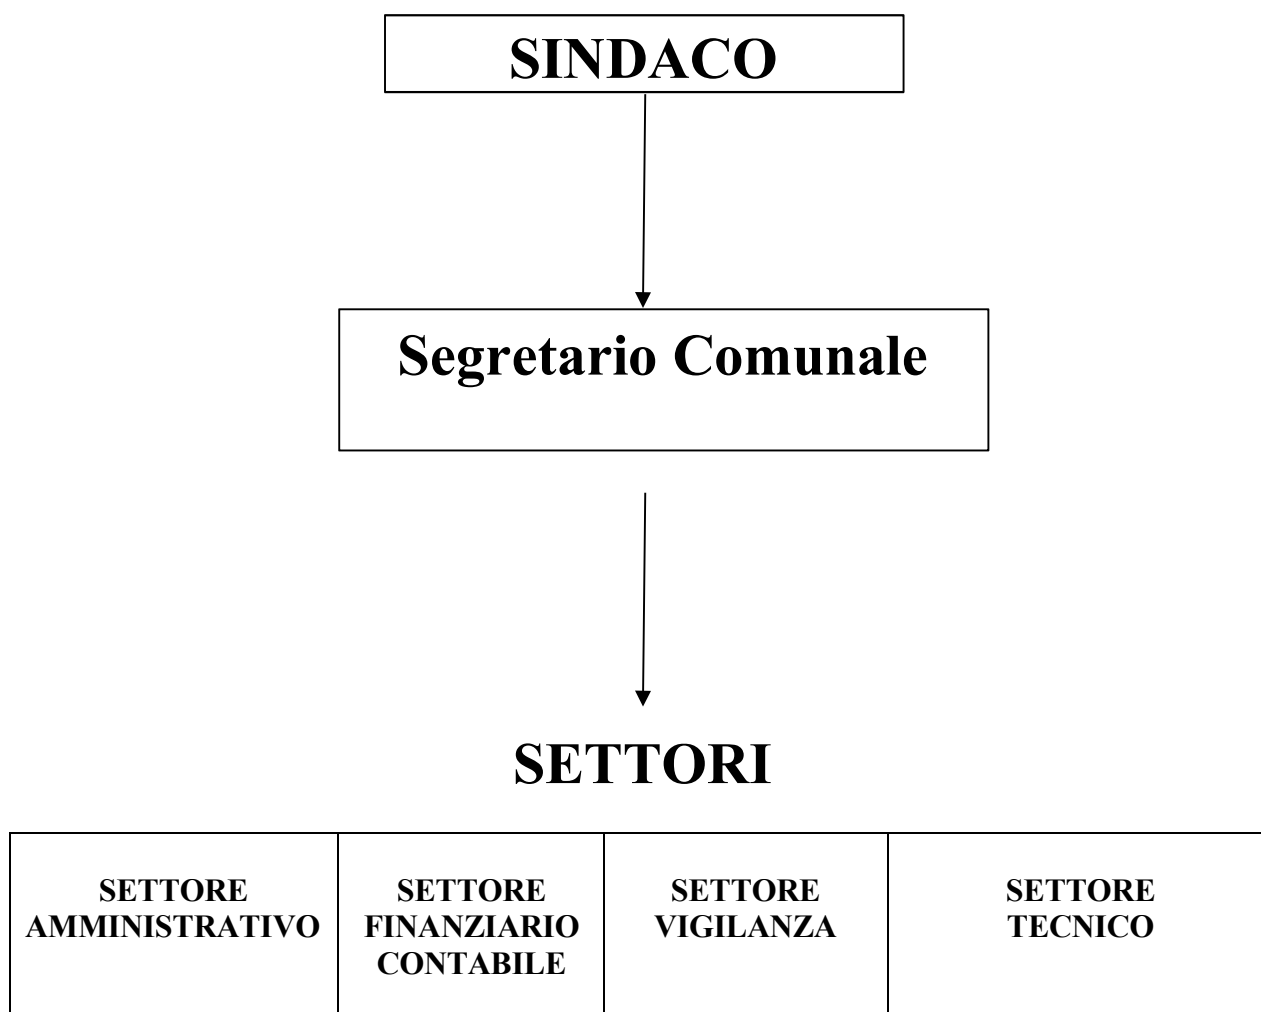 SINDACO
Segretario Comunale
SETTORI
SETTORE
AMMINISTRATIVO
SETTORE
FINANZIARIO
CONTABILE
SETTORE
VIGILANZA
SETTORE
TECNICO